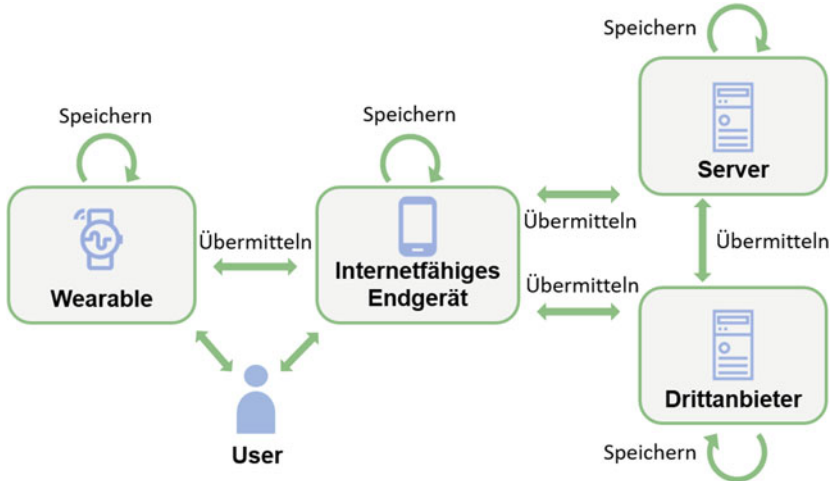 Speichern
Speichern
Speichern
Server
Übermitteln
Übermitteln
Übermitteln
Übermitteln
Wearable
Internetfähiges
Endgerät
Drittanbieter
User
Speichern